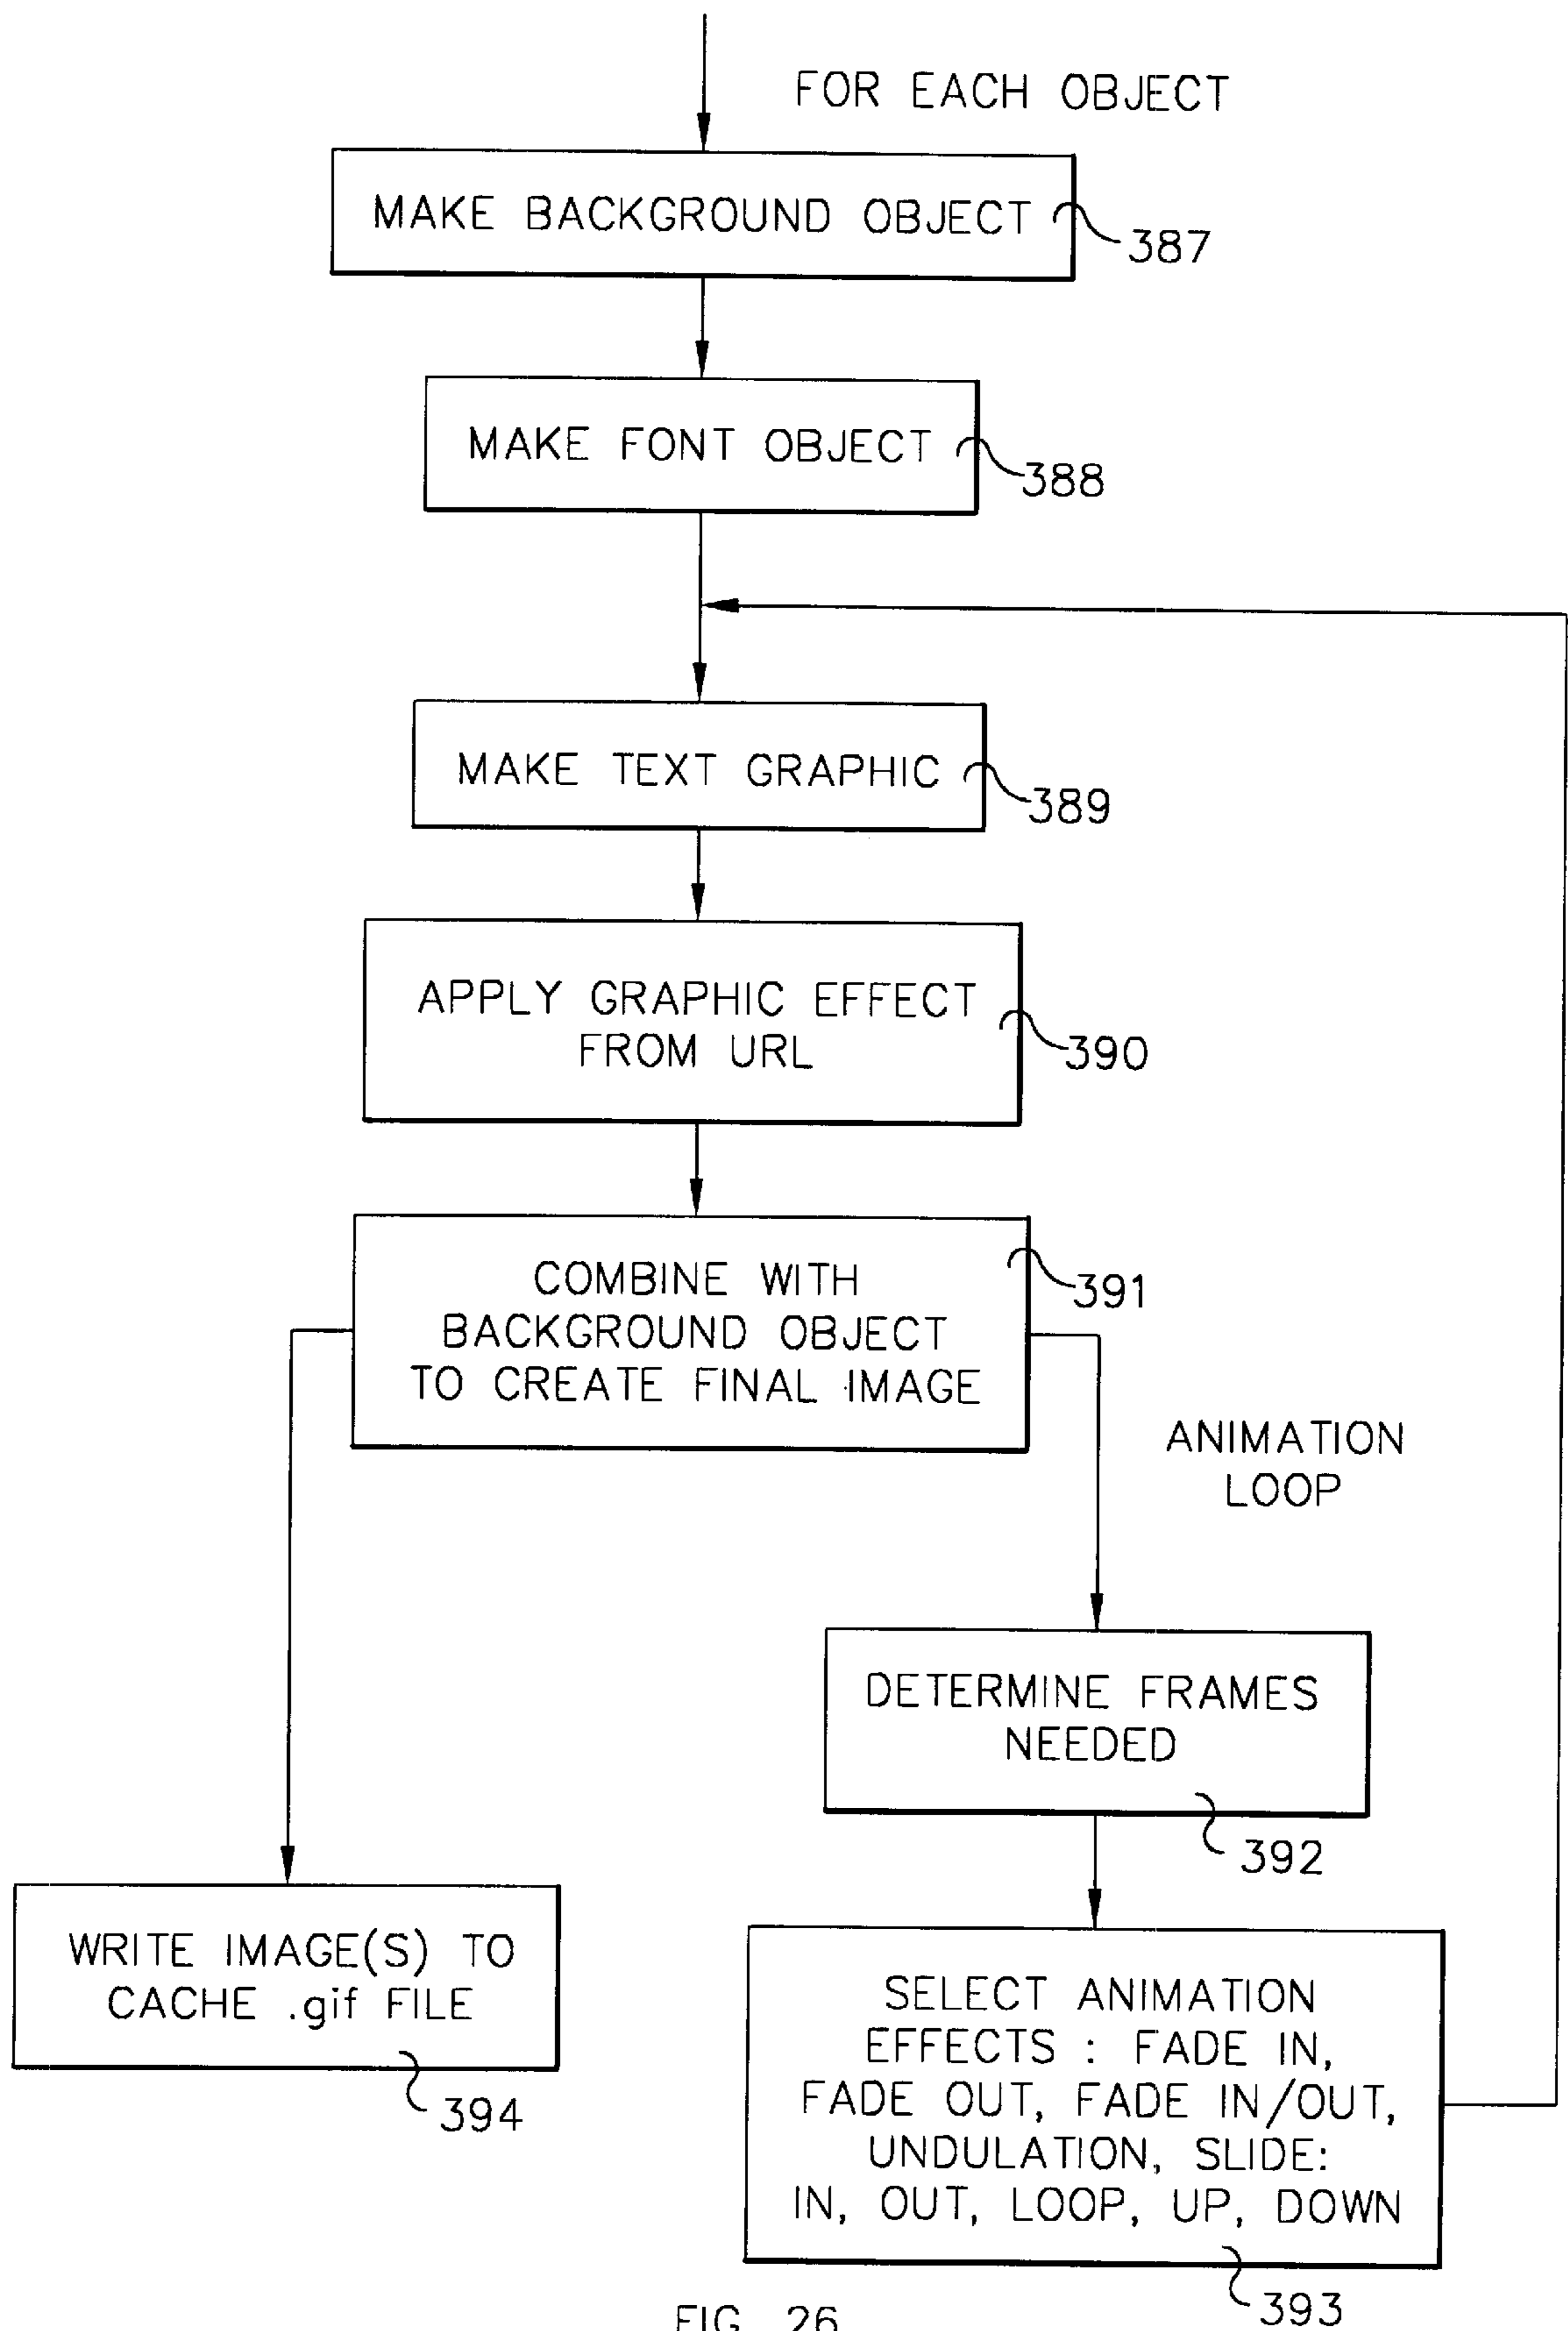 FOR EACH OBJECT
MAKE BACKGROUND OBJECT
387
MAKE FONT OBJECT
388
MAKE TEXT GRAPHIC
389
APPLY GRAPHIC EFFECT
FROM URL
390
COMBINE WITH
BACKGROUND OBJECT
TO CREATE FINAL IMAGE
391
ANIMATION
LOOP
DETERMINE FRAMES
NEEDED
392
WRITE IMAGE(S) TO
CACHE .gif FILE
394
SELECT ANIMATION
EFFECTS : FADE IN,
FADE OUT, FADE IN/OUT,
UNDULATION, SLIDE:
IN, OUT, LOOP, UP, DOWN
393
FIG. 26